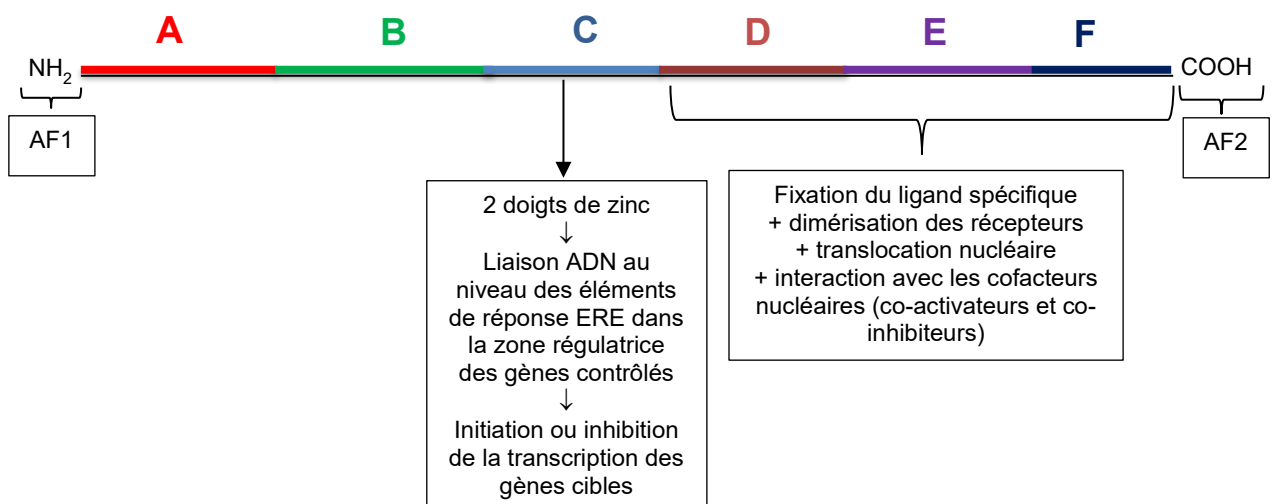 A B C D E F
NH2 COOH
AF1
AF2
2 doigts de zinc
↓
Liaison ADN au
niveau des éléments
de réponse ERE dans
la zone régulatrice
des gènes contrôlés
↓
Initiation ou inhibition
de la transcription des
gènes cibles
Fixation du ligand spécifique
+ dimérisation des récepteurs
+ translocation nucléaire
+ interaction avec les cofacteurs
nucléaires (co-activateurs et co-
inhibiteurs)